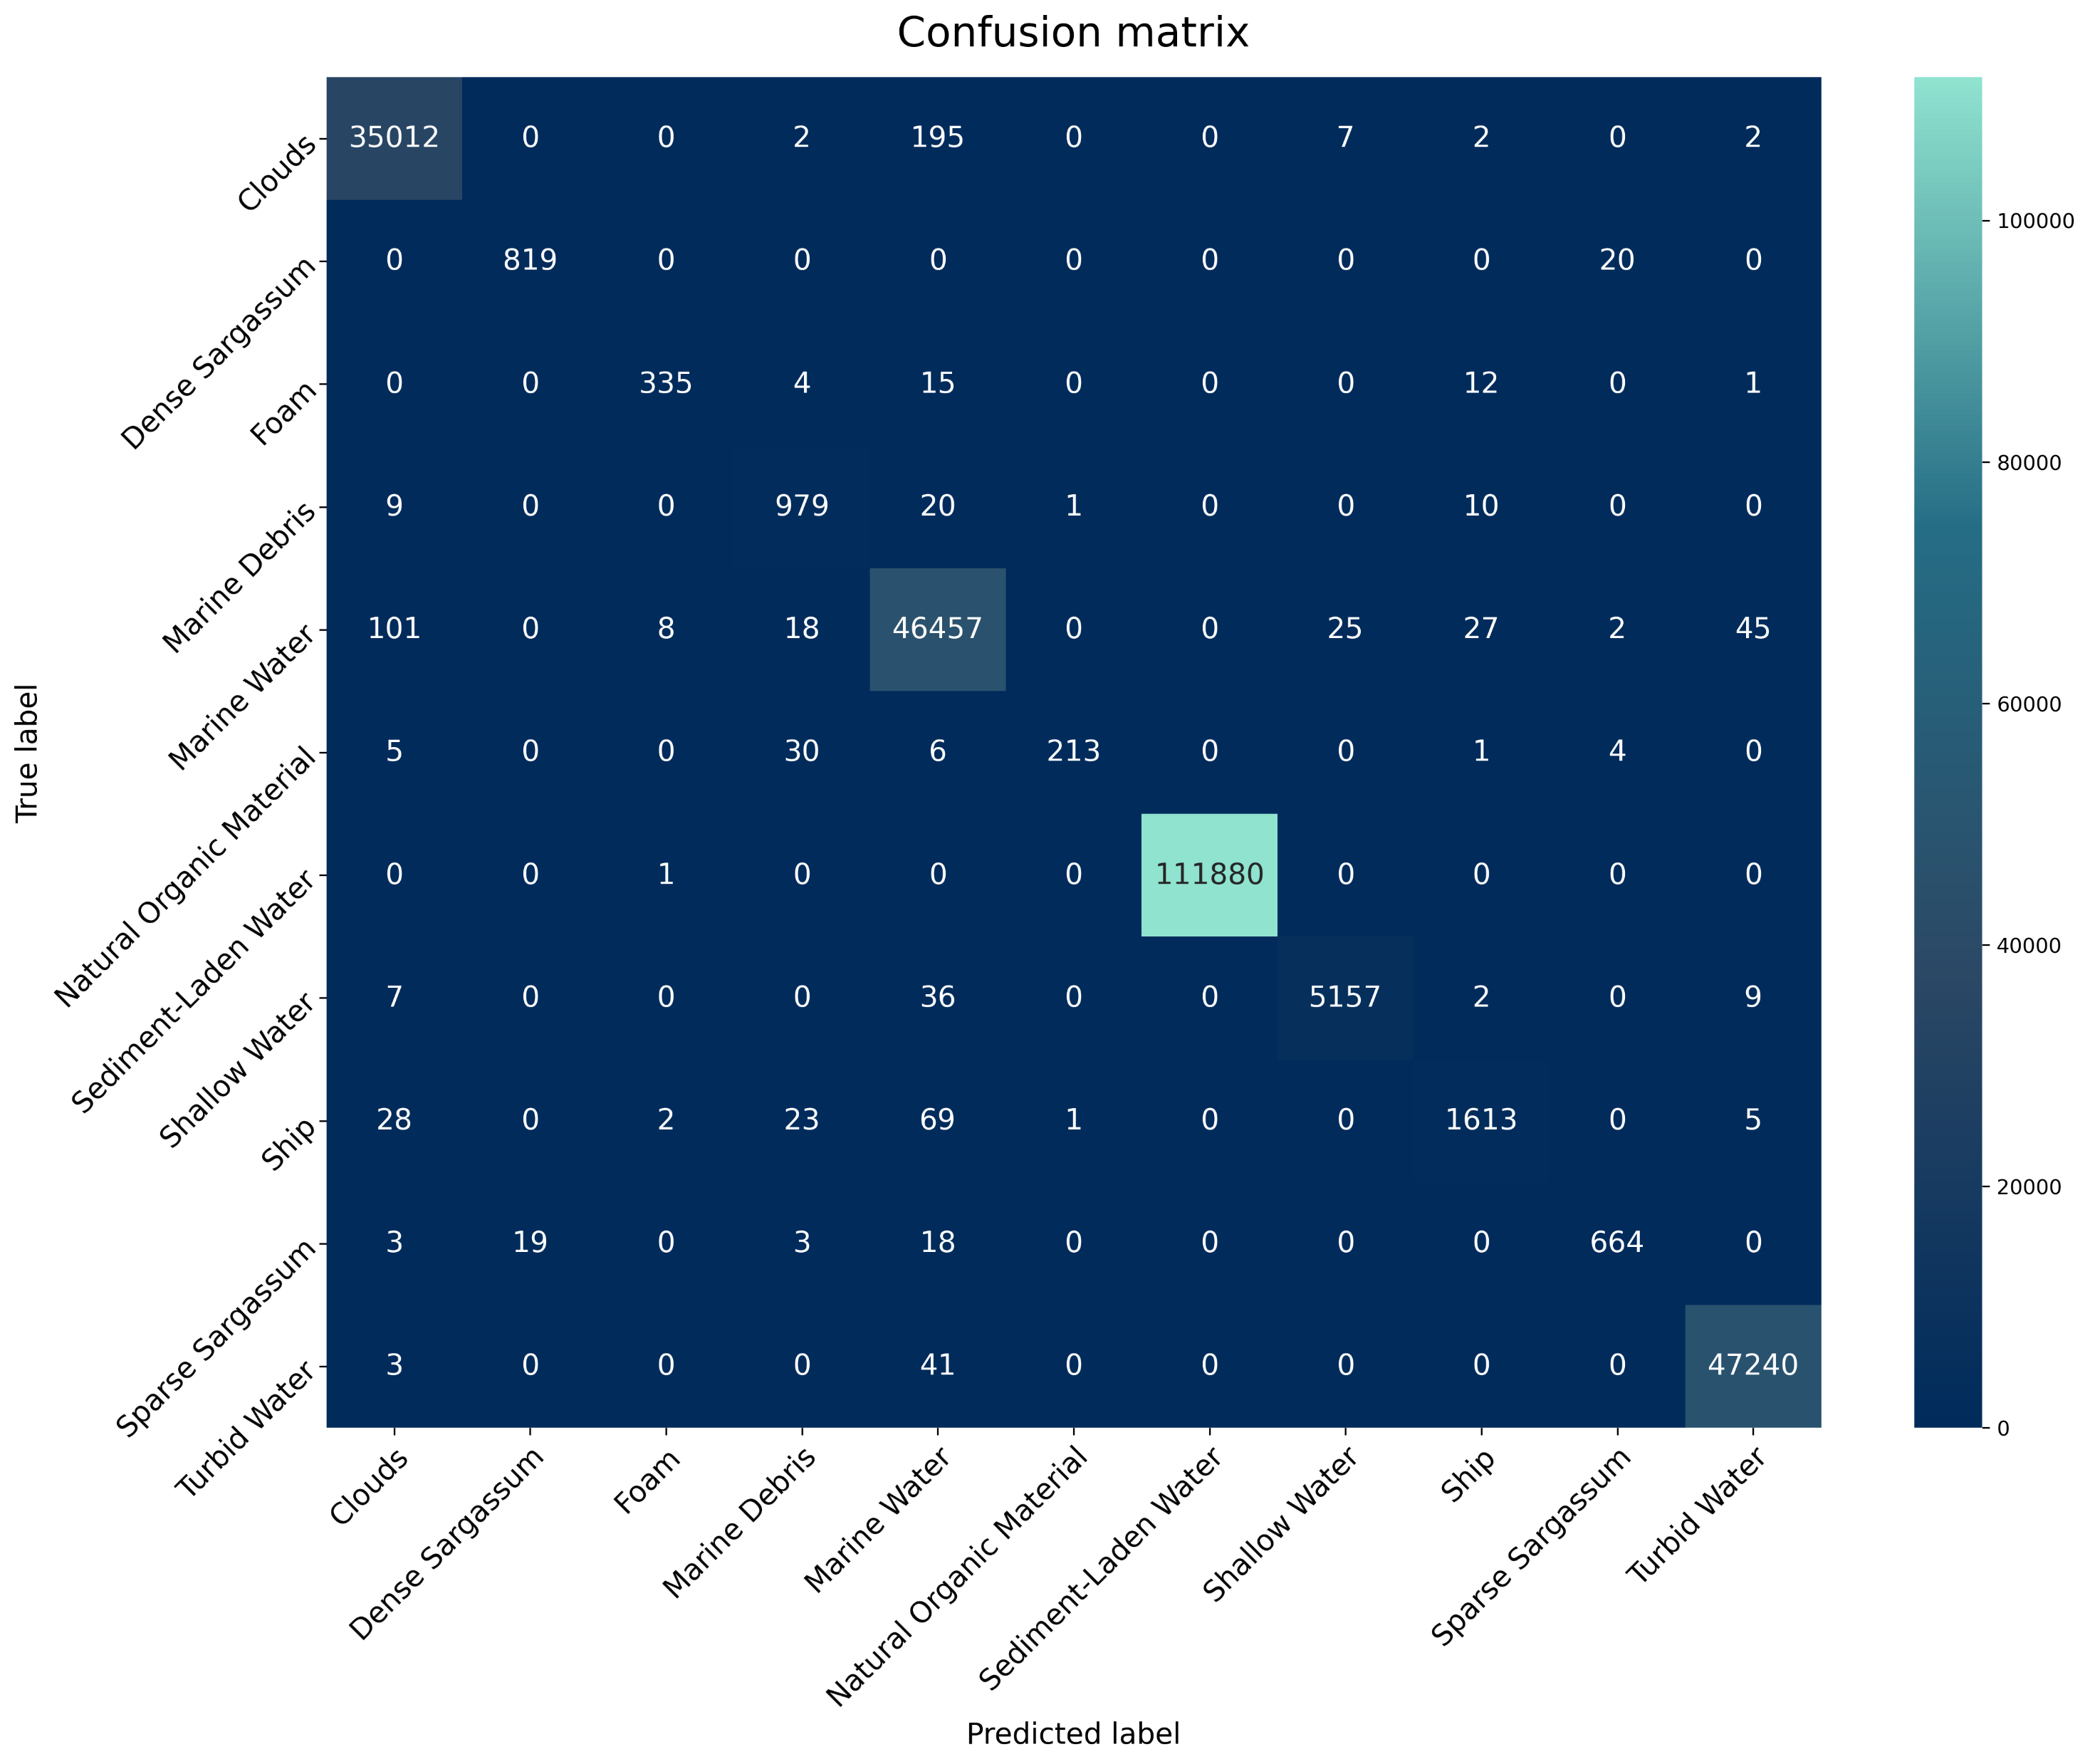 Confusion matrix
True label
Clouds 35012 0 0 2 195 0 0 7 2 0 2
Dense Sargassum 0 819 0 0 0 0 0 0 0 20 0
Foam 0 0 335 4 15 0 0 0 12 0 1
Marine Debris 9 0 0 979 20 1 0 0 10 0 0
Marine Water 101 0 8 18 46457 0 0 25 27 2 45
Natural Organic Material 5 0 0 30 6 213 0 0 1 4 0
Sediment-Laden Water 0 0 1 0 0 0 111880 0 0 0 0
Shallow Water 7 0 0 0 36 0 0 5157 2 0 9
Ship 28 0 2 23 69 1 0 0 1613 0 5
Sparse Sargassum 3 19 0 3 18 0 0 0 0 664 0
Turbid Water 3 0 0 0 41 0 0 0 0 0 47240
Clouds
Dense Sargassum
Foam
Marine Debris
Marine Water
Natural Organic Material
Sediment-Laden Water
Shallow Water
Ship
Sparse Sargassum
Turbid Water
Predicted label
100000
80000
60000
40000
20000
0